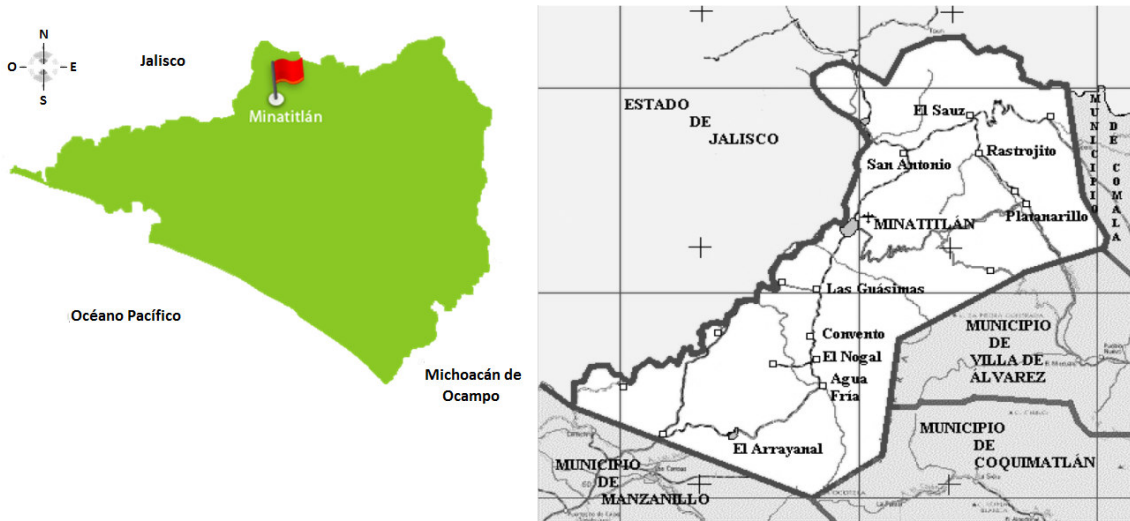 N
O
E
S
Jalisco
Minatitlán
Océano Pacífico
Michoacán de
Ocampo
ESTADO
DE
JALISCO
El Sauz
San Antonio
Rastrojito
MUNICIPIO
DE COMALA
Platanarillo
MINATITLÁN
Las Guásimas
Convento
El Nogal
Agua
Fría
El Arrayanal
MUNICIPIO
DE
VILLA DE
ÁLVAREZ
MUNICIPIO
DE
COQUIMATLÁN
MUNICIPIO
DE
MANZANILLO